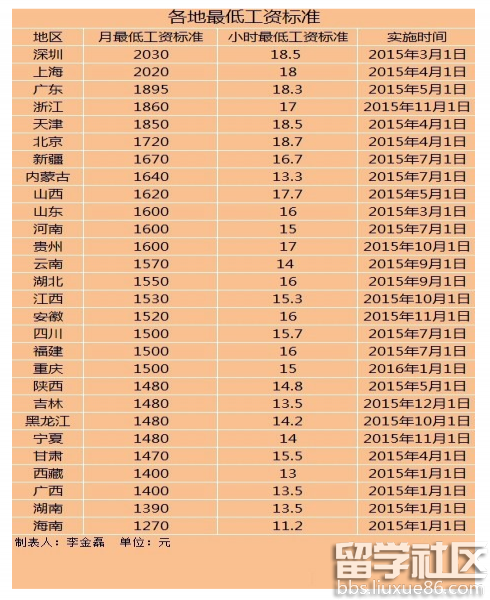 各地最低工资标准
地区 月最低工资标准 小时最低工资标准 实施时间
深圳 2030 18.5 2015年3月1日
上海 2020 18 2015年4月1日
广东 1895 18.3 2015年5月1日
浙江 1860 17 2015年11月1日
天津 1850 18.5 2015年4月1日
北京 1720 18.7 2015年4月1日
新疆 1670 16.7 2015年7月1日
内蒙古 1640 13.3 2015年7月1日
山西 1620 17.7 2015年5月1日
山东 1600 16 2015年3月1日
河南 1600 15 2015年7月1日
贵州 1600 17 2015年10月1日
云南 1570 14 2015年9月1日
湖北 1550 16 2015年9月1日
江西 1530 15.3 2015年10月1日
安徽 1520 16 2015年11月1日
四川 1500 15.7 2015年7月1日
福建 1500 16 2015年7月1日
重庆 1500 15 2016年1月1日
陕西 1480 14.8 2015年5月1日
吉林 1480 13.5 2015年12月1日
黑龙江 1480 14.2 2015年10月1日
宁夏 1480 14 2015年11月1日
甘肃 1470 15.5 2015年4月1日
西藏 1400 13 2015年1月1日
广西 1400 13.5 2015年1月1日
湖南 1390 13.5 2015年1月1日
海南 1270 11.2 2015年1月1日
制表人：李金磊 单位：元
留学社区
bbs.liuxue86.com